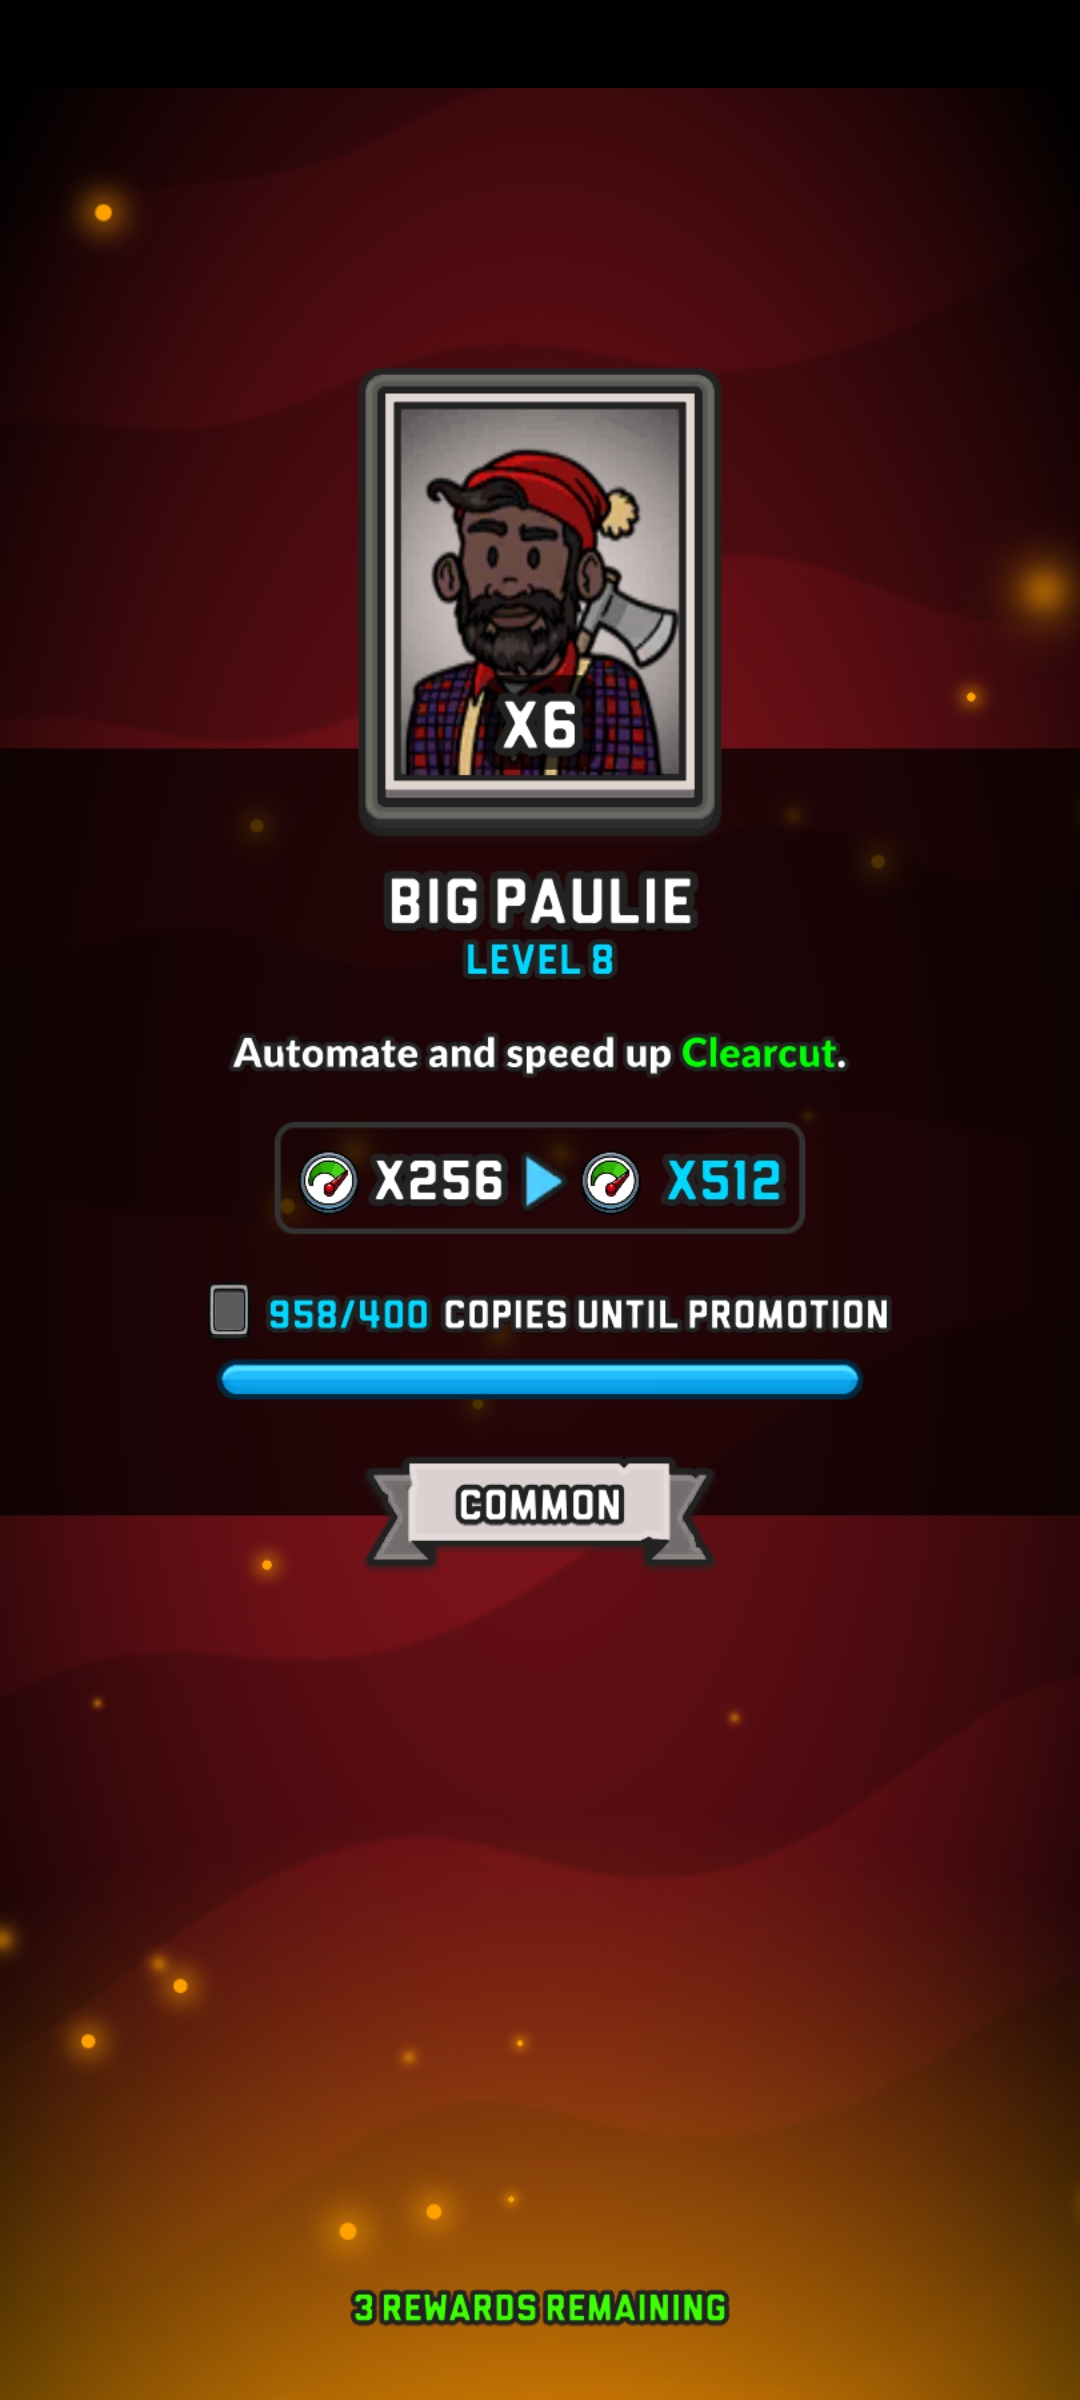 X6
BIG PAULIE
LEVEL 8
Automate and speed up Clearcut.
X256 X512
958/400 COPIES UNTIL PROMOTION
COMMON
3 REWARDS REMAINING